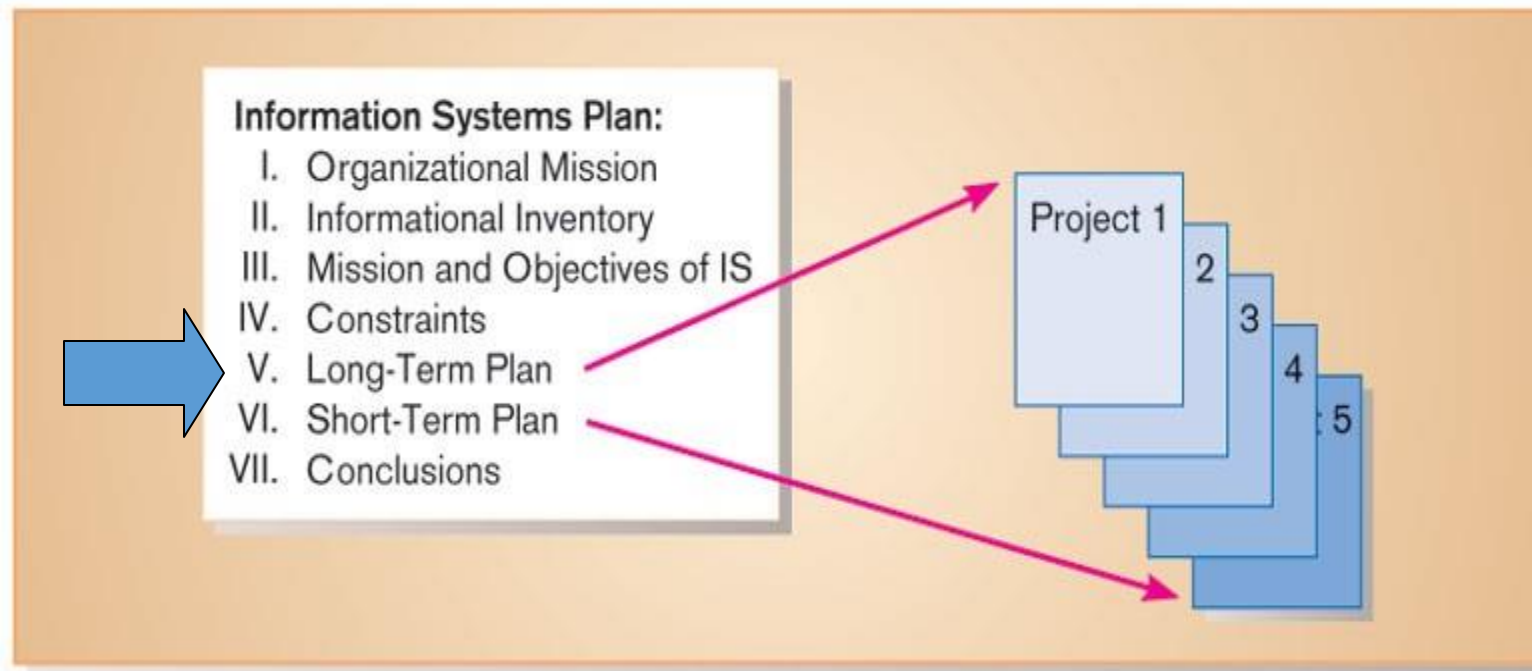 Information Systems Plan:
I. Organizational Mission
II. Informational Inventory
III. Mission and Objectives of IS
IV. Constraints
V. Long-Term Plan
VI. Short-Term Plan
VII. Conclusions
Project 1
2
3
4
5